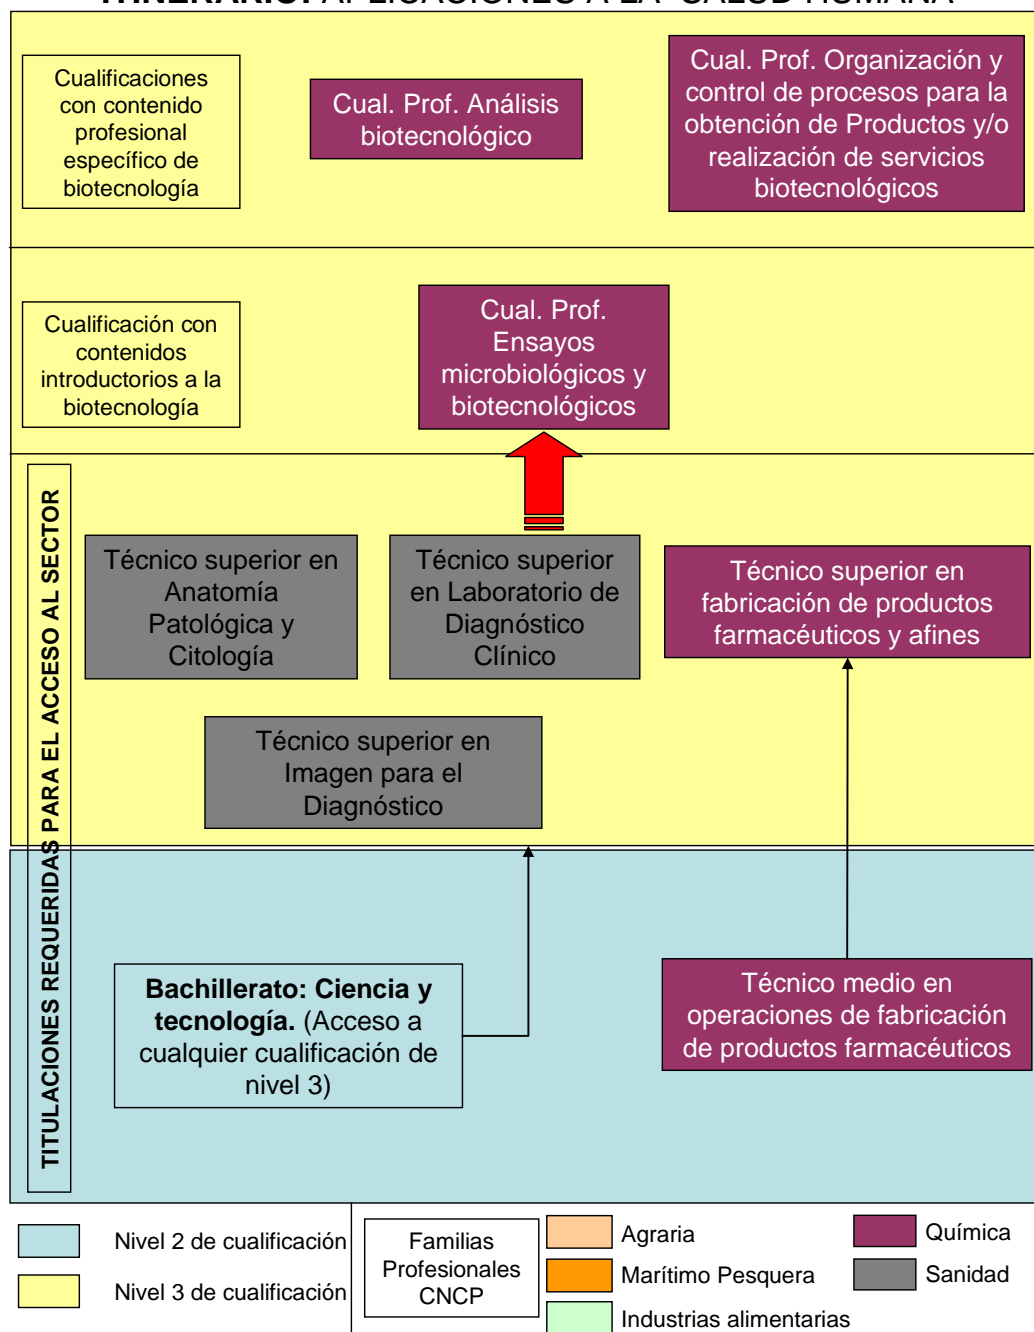 ITINERARIO: APLICACIONES A LA SALUD HUMANA
Cualificaciones
con contenido
profesional
específico de
biotecnología
Cual. Prof. Análisis
biotecnológico
Cual. Prof. Organización y
control de procesos para la
obtención de Productos y/o
realización de servicios
biotecnológicos
Cualificación con
contenidos
introductorios a la
biotecnología
Cual. Prof.
Ensayos
microbiológicos y
biotecnológicos
TITULACIONES REQUERIDAS PARA EL ACCESO AL SECTOR
Técnico superior en
Anatomía
Patológica y
Citología
Técnico superior
en Laboratorio de
Diagnóstico
Clínico
Técnico superior en
fabricación de productos
farmacéuticos y afines
Técnico superior en
Imagen para el
Diagnóstico
Bachillerato: Ciencia y
tecnología. (Acceso a
cualquier cualificación de
nivel 3)
Técnico medio en
operaciones de fabricación
de productos farmacéuticos
Nivel 2 de cualificación
Nivel 3 de cualificación
Familias
Profesionales
CNCP
Agraria
Marítimo Pesquera
Industrias alimentarias
Química
Sanidad